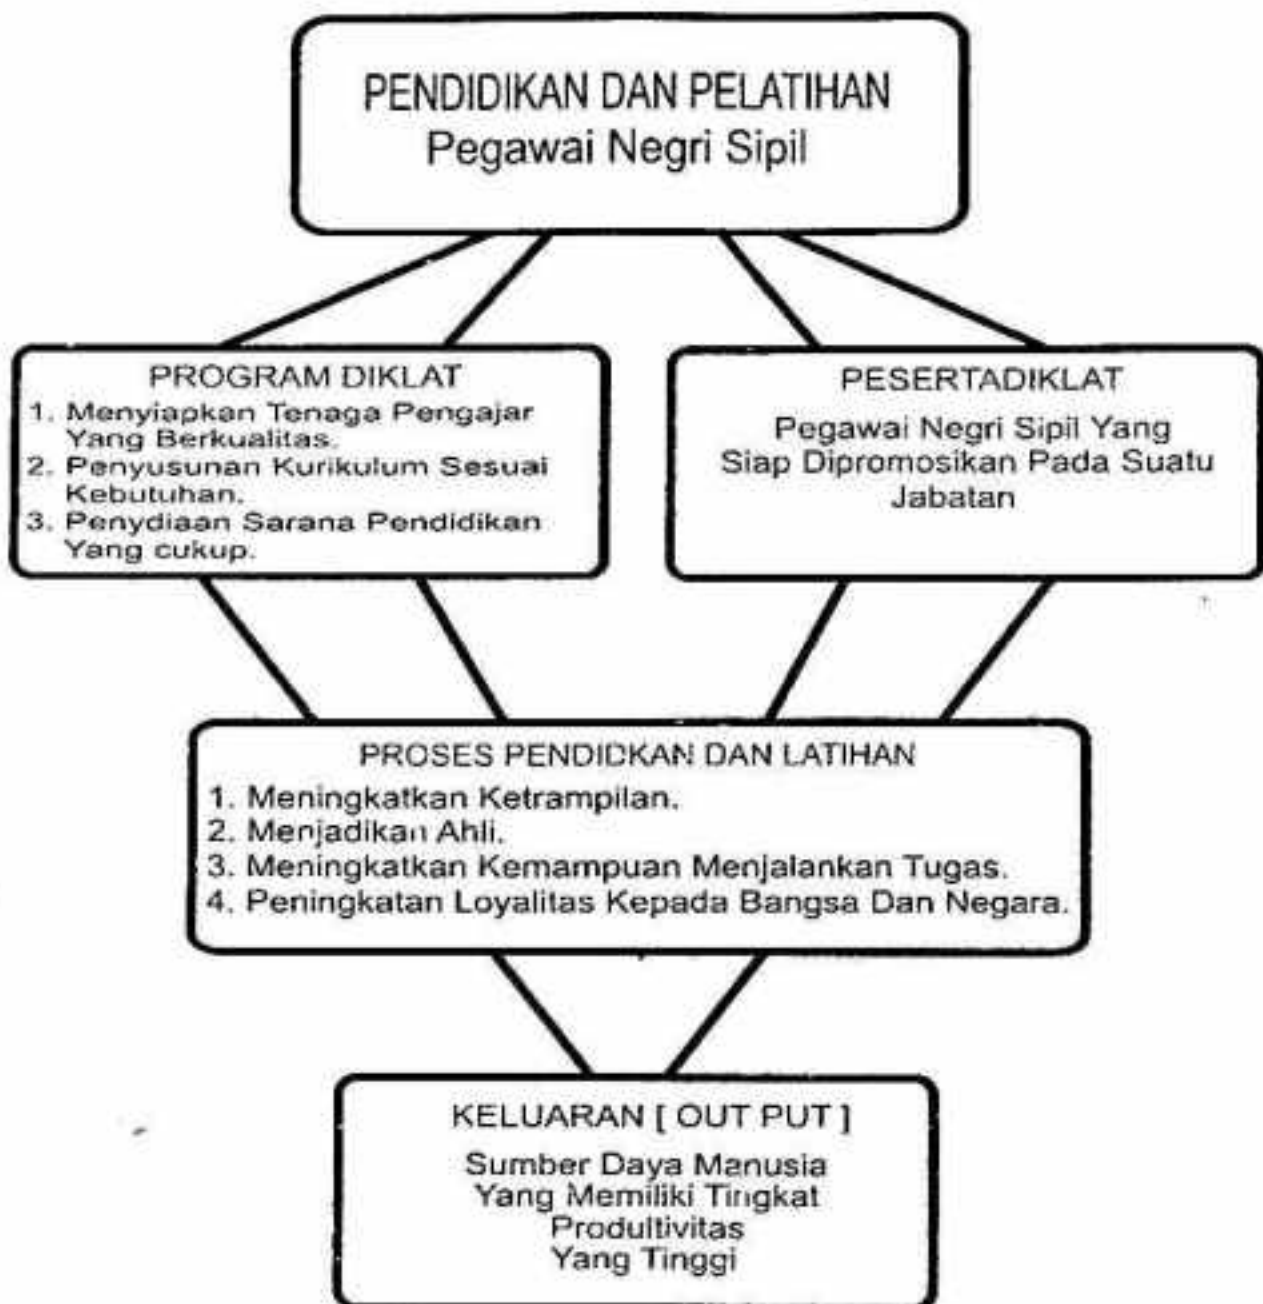 PENDIDIKAN DAN PELATIHAN
Pegawai Negri Sipil
PROGRAM DIKLAT
1. Menyiapkan Tenaga Pengajar
Yang Berkualitas.
2. Penyusunan Kurikulum Sesuai
Kebutuhan.
3. Penydiaan Sarana Pendidikan
Yang cukup.
PESERTADIKLAT
Pegawai Negri Sipil Yang
Siap Dipromosikan Pada Suatu
Jabatan
PROSES PENDIDKAN DAN LATIHAN
1. Meningkatkan Ketrampilan.
2. Menjadikan Ahli.
3. Meningkatkan Kemampuan Menjalankan Tugas.
4. Peningkatan Loyalitas Kepada Bangsa Dan Negara.
KELUARAN [ OUT PUT ]
Sumber Daya Manusia
Yang Memiliki Tingkat
Produltivitas
Yang Tinggi